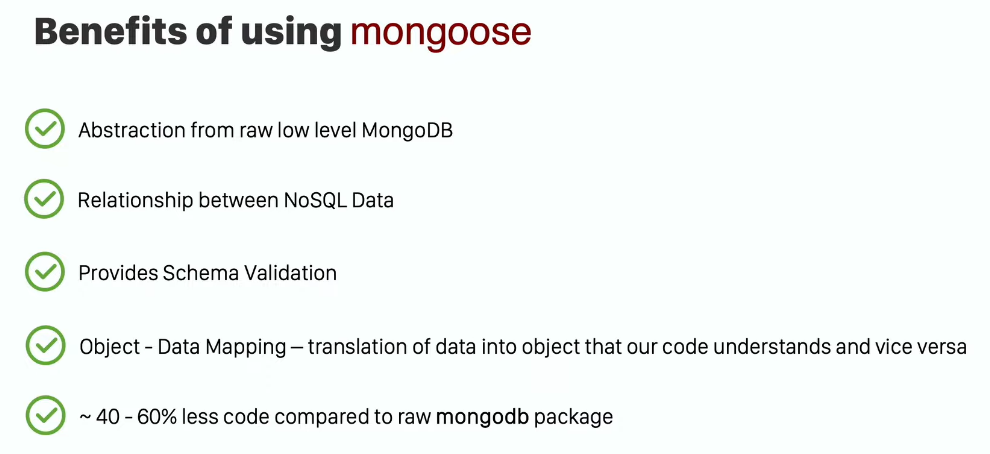 Benefits of using mongoose
Abstraction from raw low level MongoDB
Relationship between NoSQL Data
Provides Schema Validation
Object - Data Mapping – translation of data into object that our code understands and vice versa
~ 40 - 60% less code compared to raw mongodb package